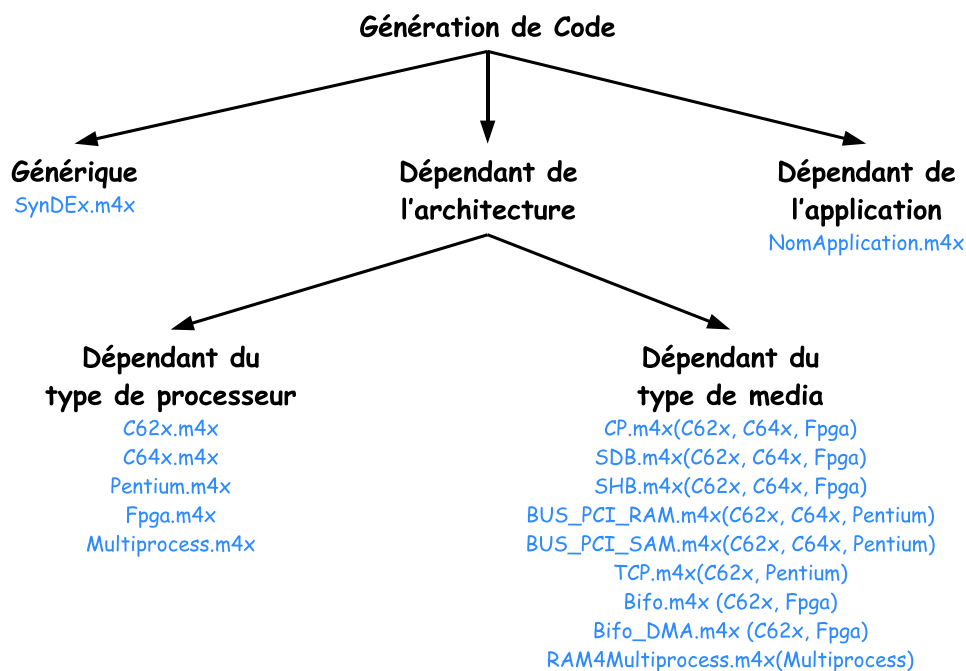 Génération de Code
Générique
SynDEx.m4x
Dépendant de
l'architecture
Dépendant de
l'application
NomApplication.m4x
Dépendant du
type de processeur
C62x.m4x
C64x.m4x
Pentium.m4x
Fpga.m4x
Multiprocess.m4x
Dépendant du
type de media
CP.m4x(C62x, C64x, Fpga)
SDB.m4x(C62x, C64x, Fpga)
SHB.m4x(C62x, C64x, Fpga)
BUS_PCI_RAM.m4x(C62x, C64x, Pentium)
BUS_PCI_SAM.m4x(C62x, C64x, Pentium)
TCP.m4x(C62x, Pentium)
Bifo.m4x (C62x, Fpga)
Bifo_DMA.m4x (C62x, Fpga)
RAM4Multiprocess.m4x(Multiprocess)